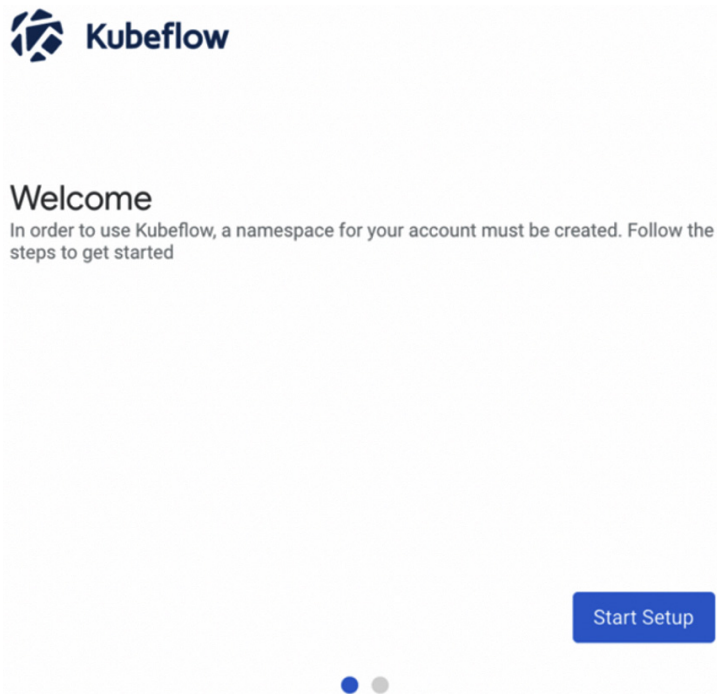 Kubeflow
Welcome
In order to use Kubeflow, a namespace for your account must be created. Follow the
steps to get started
Start Setup